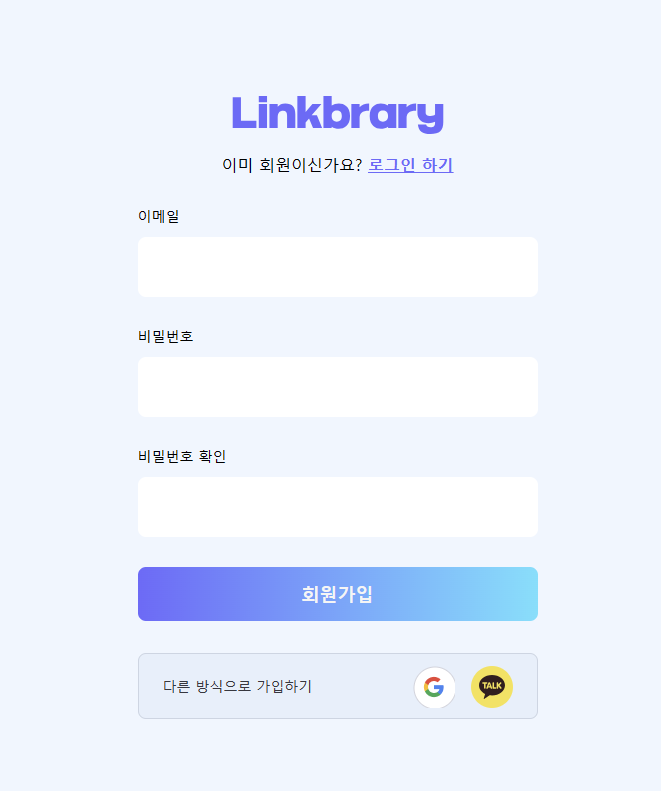 Linkbrary
이미 회원이신가요? 로그인 하기
이메일
비밀번호
비밀번호 확인
회원가입
다른 방식으로 가입하기
G
TALK